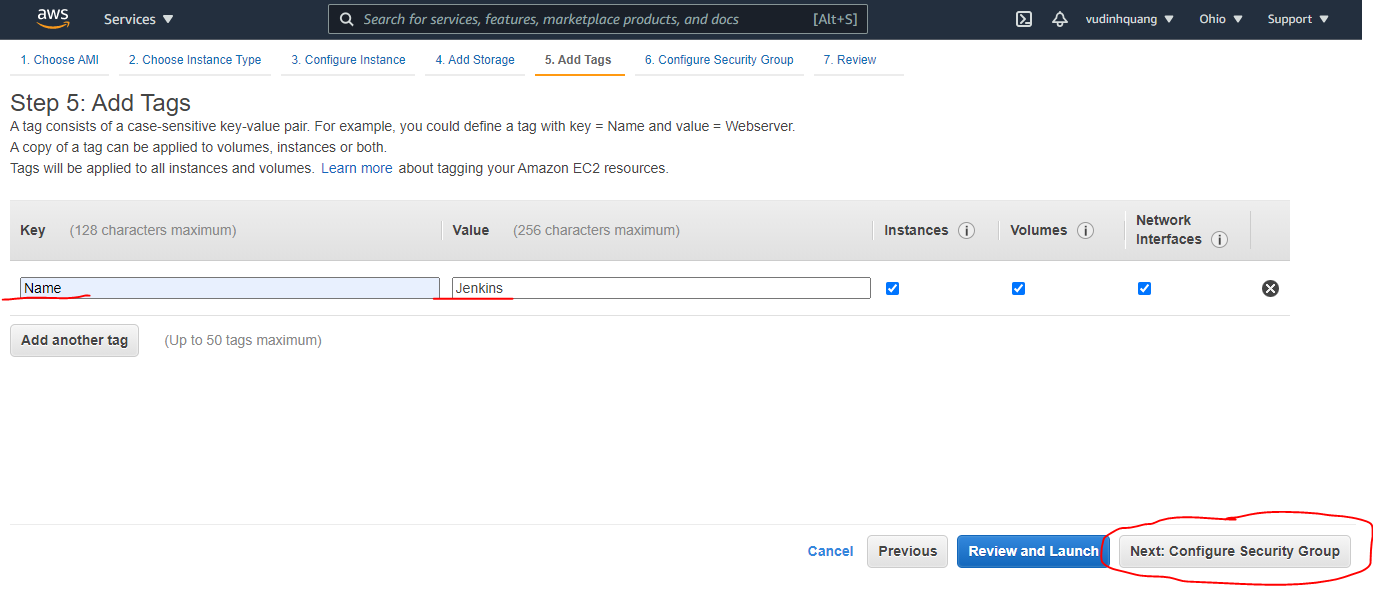 aws Services Search for services, features, marketplace products, and docs [Alt+S] vudinhquang Ohio Support
1. Choose AMI 2. Choose Instance Type 3. Configure Instance 4. Add Storage 5. Add Tags 6. Configure Security Group 7. Review
Step 5: Add Tags
A tag consists of a case-sensitive key-value pair. For example, you could define a tag with key = Name and value = Webserver.
A copy of a tag can be applied to volumes, instances or both.
Tags will be applied to all instances and volumes. Learn more about tagging your Amazon EC2 resources.
Key (128 characters maximum) Value (256 characters maximum) Instances Volumes Network
Interfaces
Name Jenkins
Add another tag (Up to 50 tags maximum)
Cancel Previous Review and Launch Next: Configure Security Group